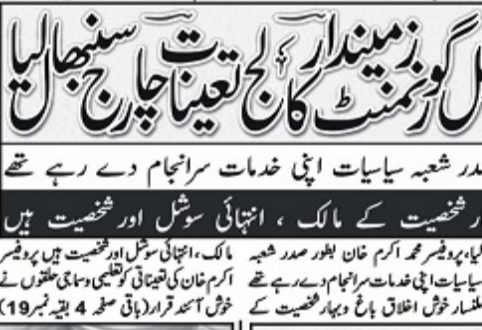 گورنمنٹ زمیندار کالج تعینات چارج سنبھال لیا
صدر شعبہ سیاسیات اپنی خدمات سرانجام دے رہے تھے
شخصیت کے مالک ، انتہائی سوشل اور شخصیت ہیں
گیا، پروفیسر محمد اکرم خان بطور صدر شعبہ
سیاسیات اپنی خدمات سرانجام دے رہے تھے
ملنسار خوش اخلاق باغ و بہار شخصیت کے
مالک، انتہائی سوشل اور شخصیت ہیں پروفیسر
اکرم خان کی تعیناتی کو تعلیمی و سماجی حلقوں نے
خوش آئند قرار (باقی صفحہ 4 بقیہ نمبر 19)